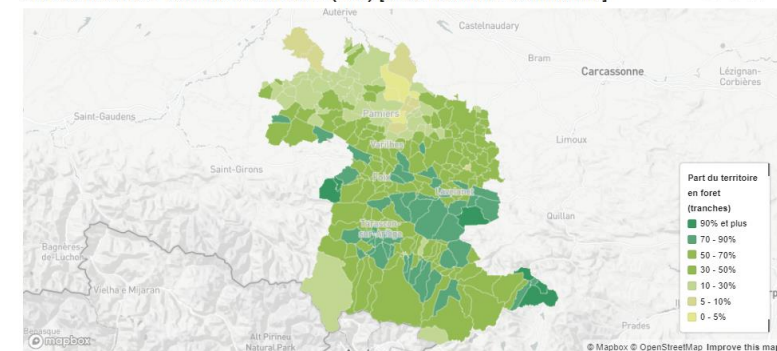 Auterive
Castelnaudary
Bram
Carcassonne
Lézignan-
Corbières
Saint-Gaudens
Pamiers
Limoux
Varilhes
Saint-Girons
Foix
Lavelanet
Quillan
Tarascon-
sur-Ariège
Bagnères-
de-Luchon
Vielha e Mijaran
Prades
Benasque
Alt Pirineu
Natural Park
Part du territoire
en foret
(tranches)
90% et plus
70 - 90%
50 - 70%
30 - 50%
10 - 30%
5 - 10%
0 - 5%
mapbox
© Mapbox © OpenStreetMap Improve this map